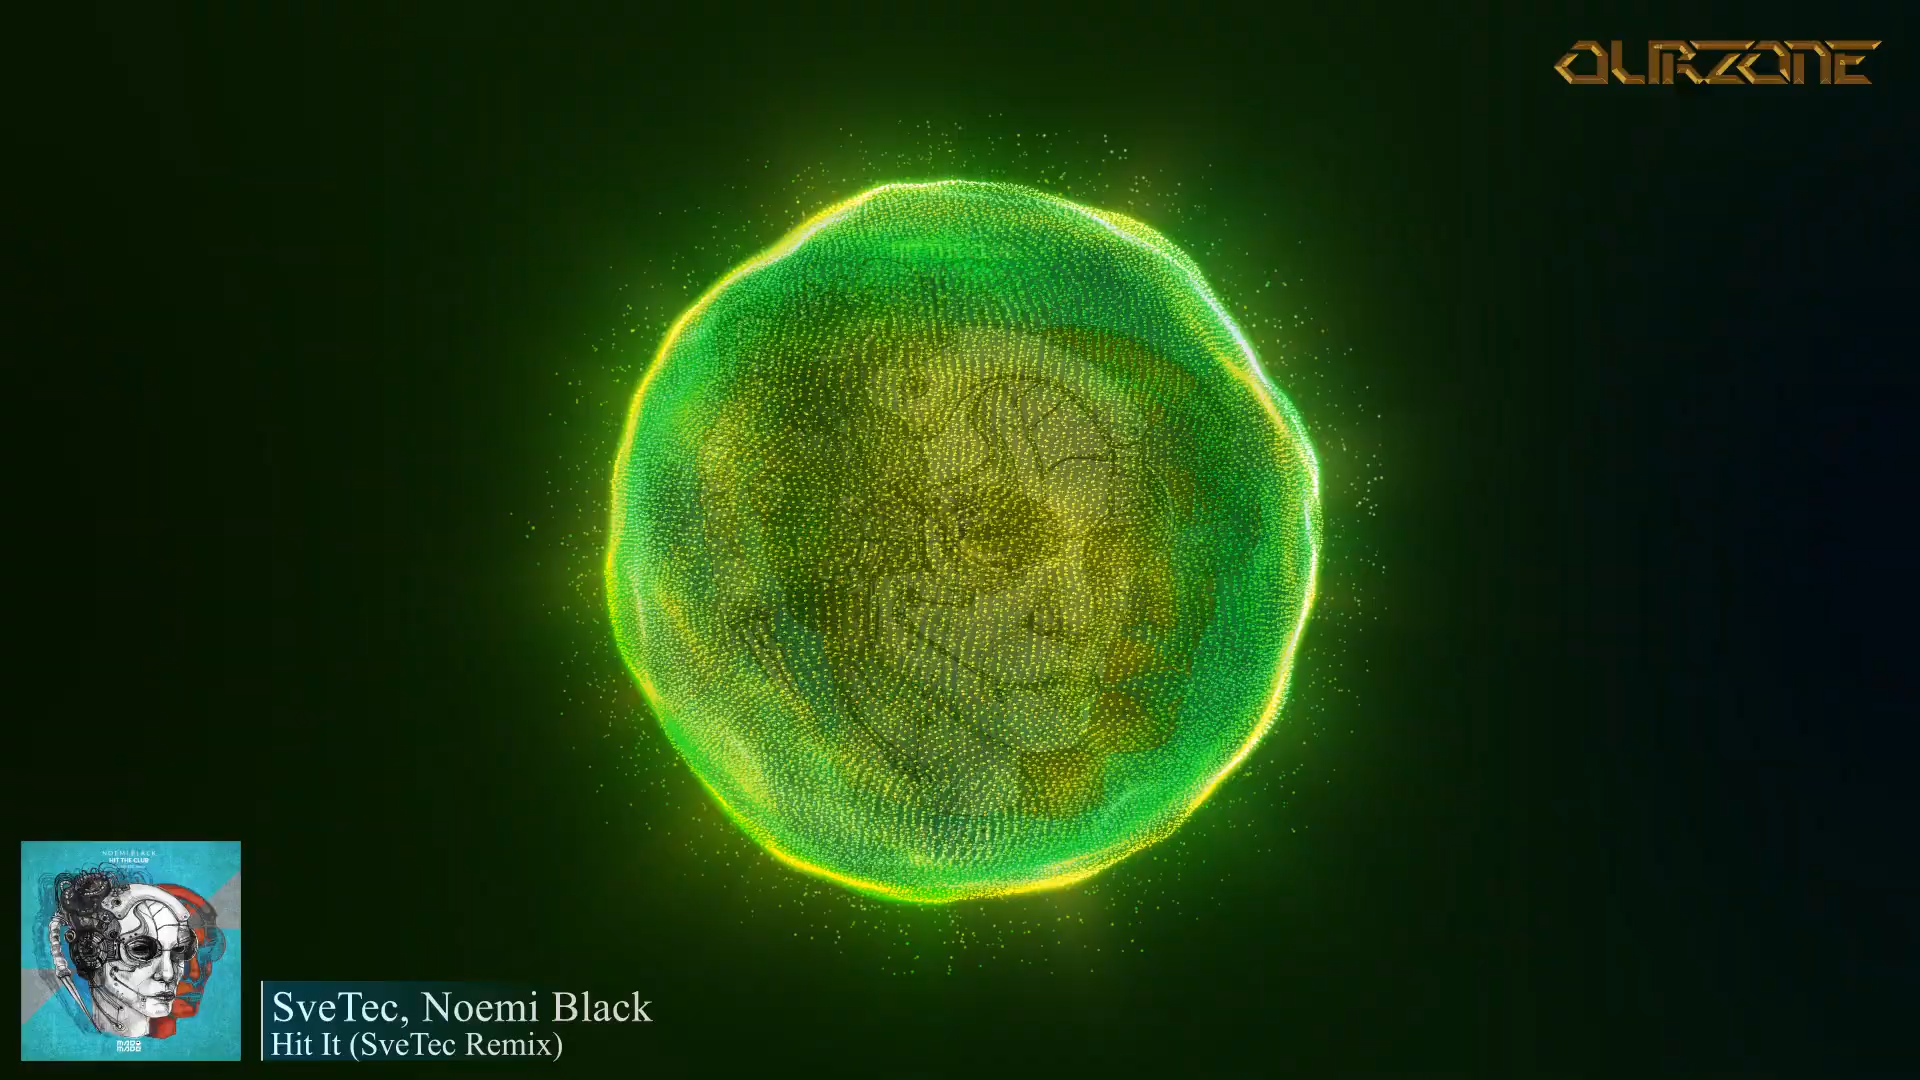 OURZONE
NOEMI BLACK
HIT THE CLUB
SveTec, Noemi Black
Hit It (SveTec Remix)